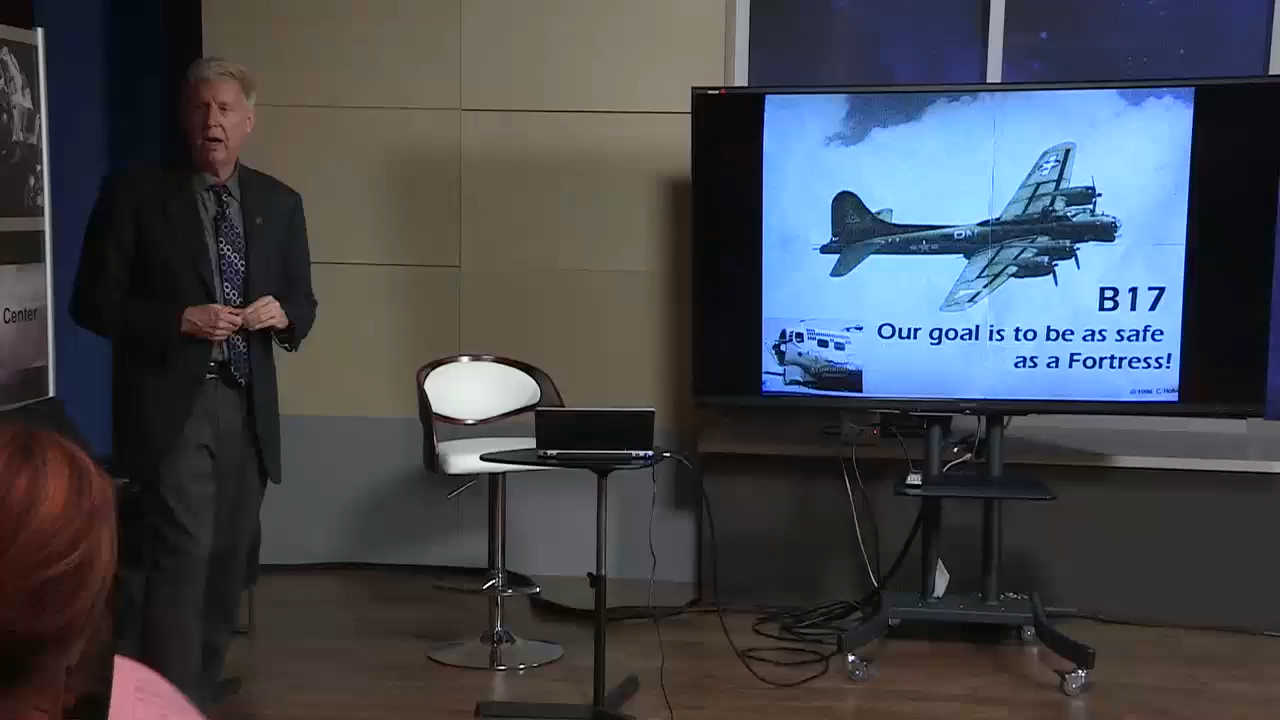 Center
B17
Our goal is to be as safe
as a Fortress!